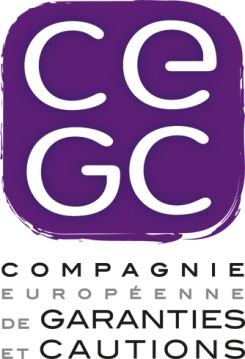 ce
GC
COMPAGNIE
EUROPÉENNE
DE GARANTIES
ET CAUTIONS